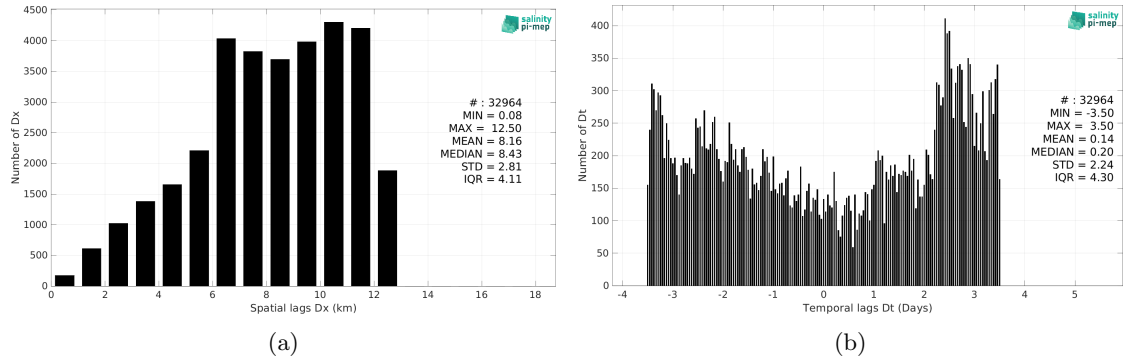 4500
4000
3500
3000
2500
2000
1500
1000
500
0
Number of Dx
salinity
pi-mep
# : 32964
MIN = 0.08
MAX = 12.50
MEAN = 8.16
MEDIAN = 8.43
STD = 2.81
IQR = 4.11
0 2 4 6 8 10 12 14 16 18
Spatial lags Dx (km)
(a)
400
350
300
250
200
150
100
50
0
Number of Dt
salinity
pi-mep
# : 32964
MIN = -3.50
MAX = 3.50
MEAN = 0.14
MEDIAN = 0.20
STD = 2.24
IQR = 4.30
-4 -3 -2 -1 0 1 2 3 4 5
Temporal lags Dt (Days)
(b)